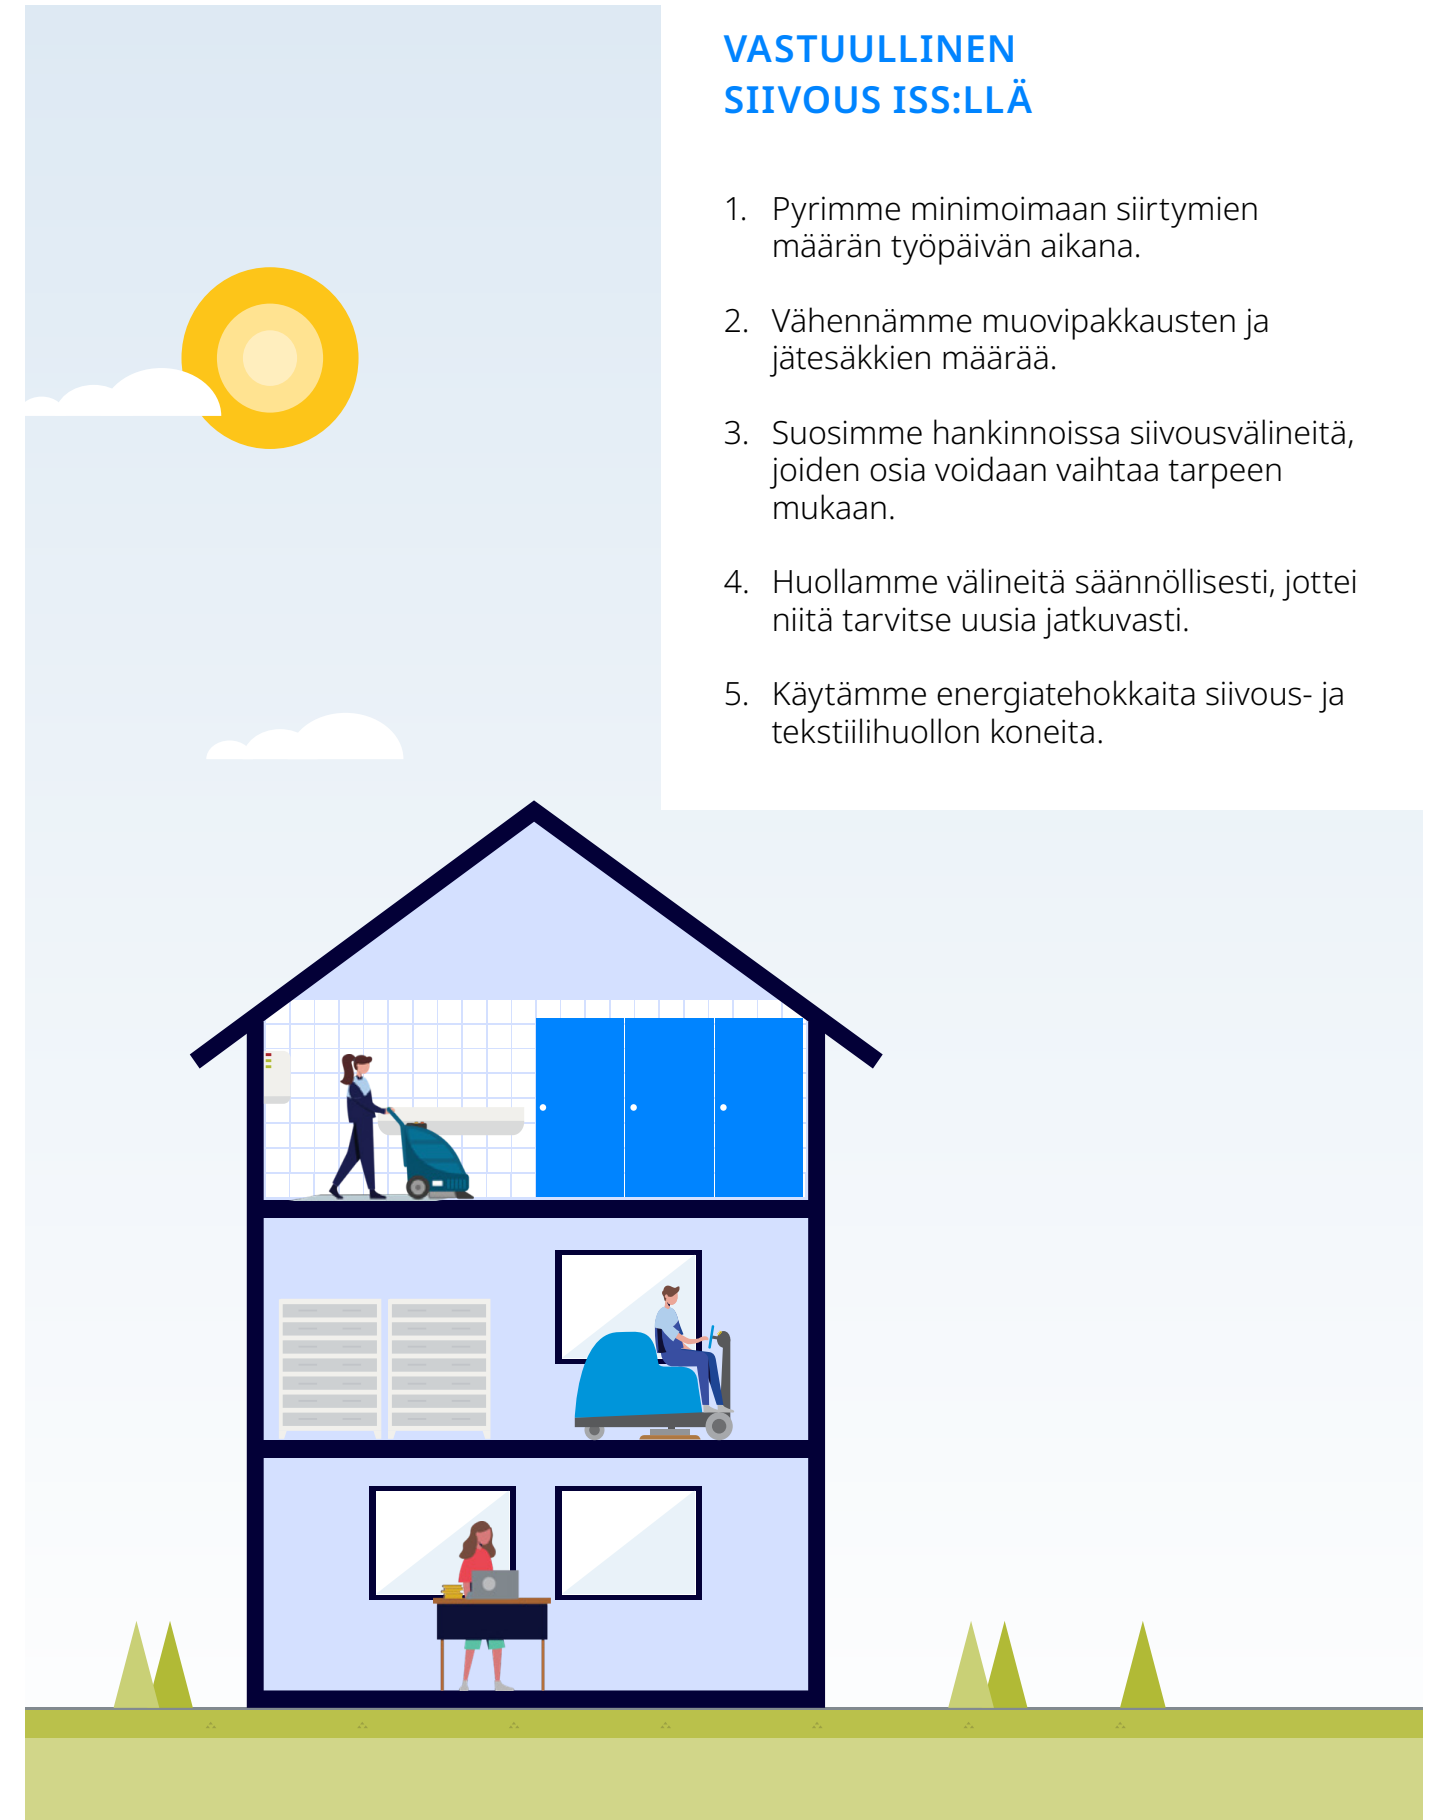 VASTUULLINEN
SIIVOUS ISS:LLÄ
1. Pyrimme minimoimaan siirtymien
määrän työpäivän aikana.
2. Vähennämme muovipakkausten ja
jätesäkkien määrää.
3. Suosimme hankinnoissa siivousvälineitä,
joiden osia voidaan vaihtaa tarpeen
mukaan.
4. Huollamme välineitä säännöllisesti, jottei
niitä tarvitse uusia jatkuvasti.
5. Käytämme energiatehokkaita siivous- ja
tekstiilihuollon koneita.